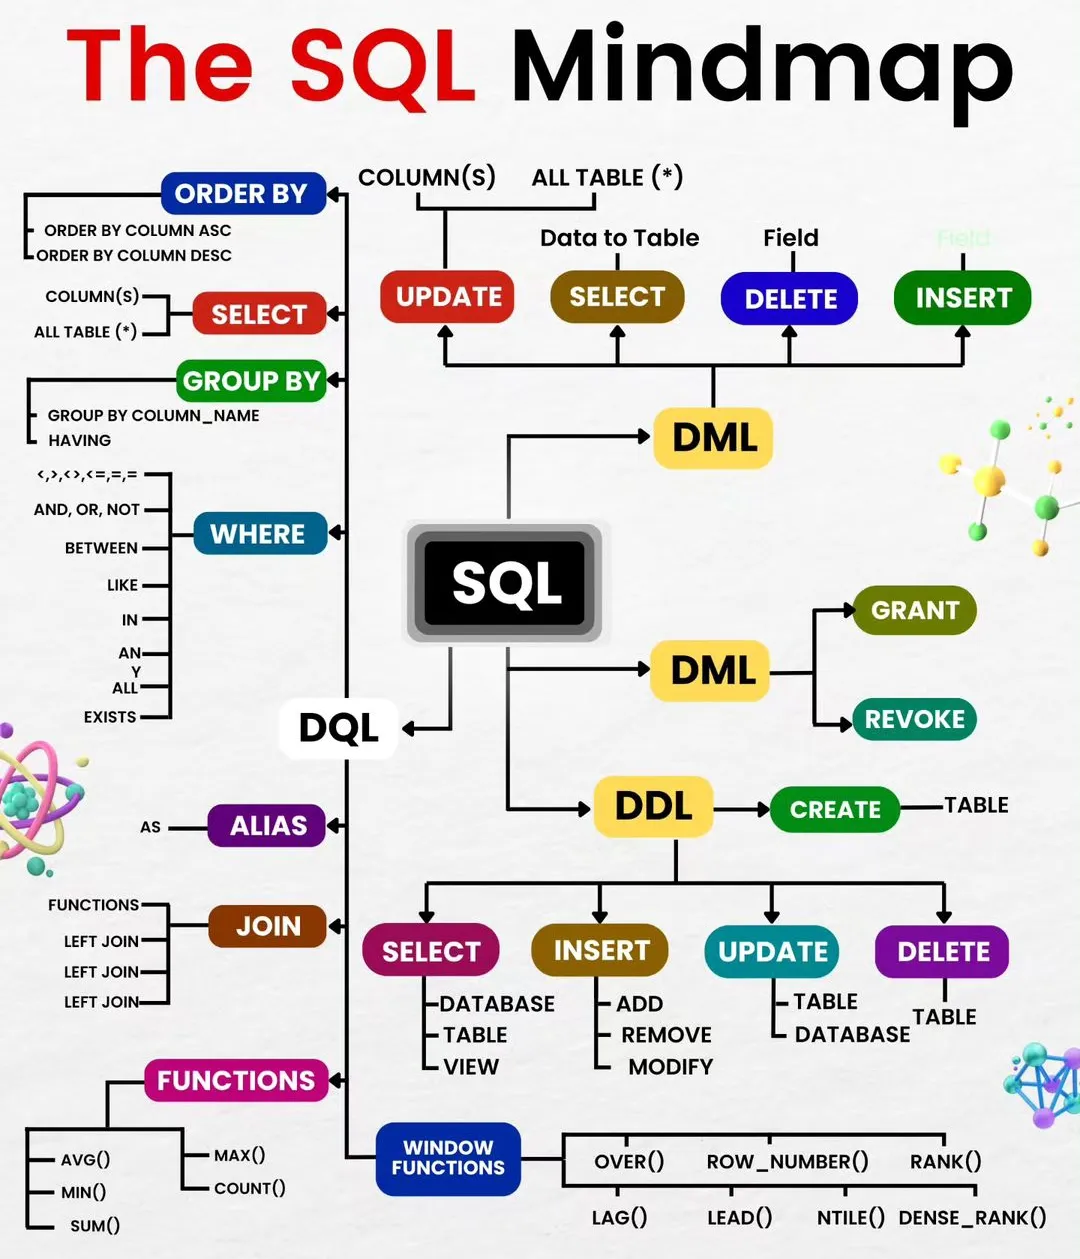 The SQL Mindmap
ORDER BY
ORDER BY COLUMN ASC
ORDER BY COLUMN DESC
COLUMN(S)
ALL TABLE (*)
SELECT
GROUP BY
GROUP BY COLUMN_NAME
HAVING
<,>,<>,<=,=,=
AND, OR, NOT
BETWEEN
LIKE
IN
AN
Y
ALL
EXISTS
WHERE
COLUMN(S)
ALL TABLE (*)
Data to Table
Field
Field
UPDATE
SELECT
DELETE
INSERT
DML
SQL
DML
GRANT
REVOKE
DQL
DDL
CREATE
TABLE
AS
ALIAS
FUNCTIONS
LEFT JOIN
LEFT JOIN
LEFT JOIN
JOIN
SELECT
DATABASE
TABLE
VIEW
INSERT
ADD
REMOVE
MODIFY
UPDATE
TABLE
DATABASE
DELETE
TABLE
FUNCTIONS
AVG()
MIN()
SUM()
MAX()
COUNT()
WINDOW
FUNCTIONS
OVER()
ROW_NUMBER()
RANK()
LAG()
LEAD()
NTILE()
DENSE_RANK()